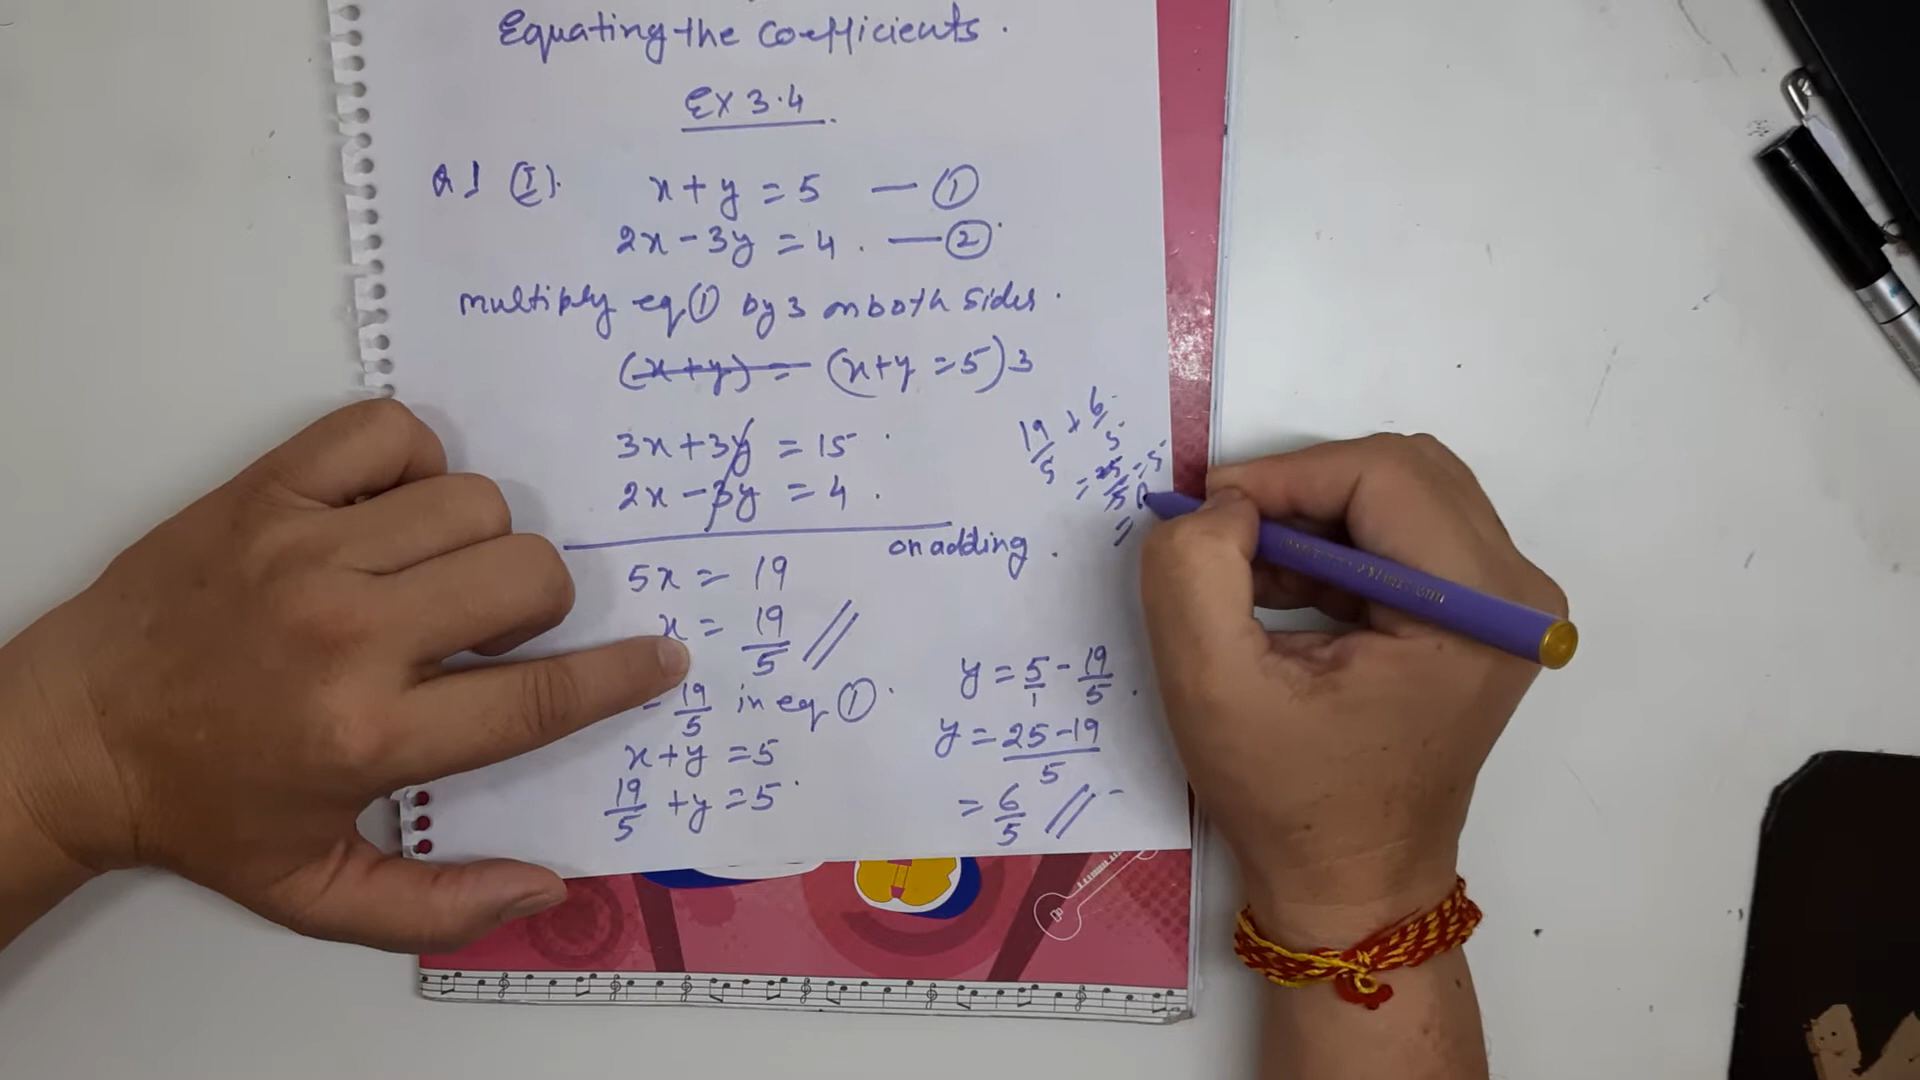 Equating the coefficients.
EX 3.4
Q1 (I). x + y = 5 — ①
2x - 3y = 4. — ②
multiply eq ① by 3 on both sides.
(x+y) = (x+y = 5)3
3x + 3y = 15
2x - 3y = 4.
on adding.
5x = 19
x = 19/5 //
= 19/5 in eq ①.
x + y = 5
19/5 + y = 5
y = 5/1 - 19/5.
y = 25-19/5
= 6/5 //
19/5 + 6/5
= 25/5 = 5
=